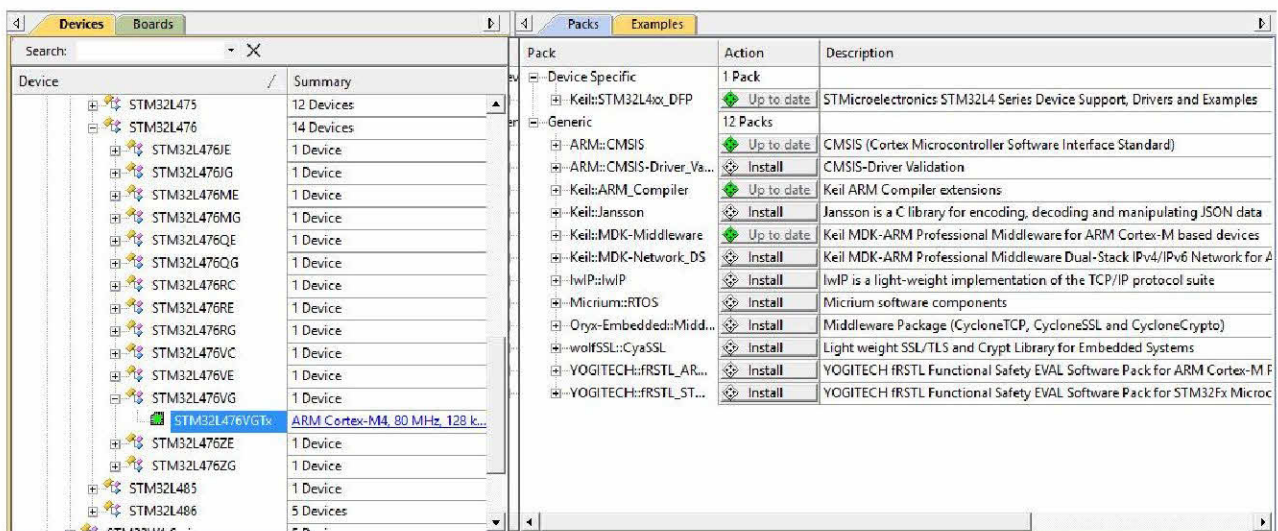 Devices Boards
Search:
Device Summary
STM32L475 12 Devices
STM32L476 14 Devices
STM32L476JE 1 Device
STM32L476JG 1 Device
STM32L476ME 1 Device
STM32L476MG 1 Device
STM32L476QE 1 Device
STM32L476QG 1 Device
STM32L476RC 1 Device
STM32L476RE 1 Device
STM32L476RG 1 Device
STM32L476VC 1 Device
STM32L476VE 1 Device
STM32L476VG 1 Device
STM32L476VGTx ARM Cortex-M4, 80 MHz, 128 k...
STM32L476ZE 1 Device
STM32L476ZG 1 Device
STM32L485 1 Device
STM32L486 5 Devices
Packs Examples
Pack Action Description
Device Specific 1 Pack
Keil::STM32L4xx_DFP Up to date STMicroelectronics STM32L4 Series Device Support, Drivers and Examples
Generic 12 Packs
ARM::CMSIS Up to date CMSIS (Cortex Microcontroller Software Interface Standard)
ARM::CMSIS-Driver_Va... Install CMSIS-Driver Validation
Keil::ARM_Compiler Up to date Keil ARM Compiler extensions
Keil::Jansson Install Jansson is a C library for encoding, decoding and manipulating JSON data
Keil::MDK-Middleware Up to date Keil MDK-ARM Professional Middleware for ARM Cortex-M based devices
Keil::MDK-Network_DS Install Keil MDK-ARM Professional Middleware Dual-Stack IPv4/IPv6 Network for A
lwIP::lwIP Install lwIP is a light-weight implementation of the TCP/IP protocol suite
Micrium::RTOS Install Micrium software components
Oryx-Embedded::Midd... Install Middleware Package (CycloneTCP, CycloneSSL and CycloneCrypto)
wolfSSL::CyaSSL Install Light weight SSL/TLS and Crypt Library for Embedded Systems
YOGITECH::fRSTL_AR... Install YOGITECH fRSTL Functional Safety EVAL Software Pack for ARM Cortex-M F
YOGITECH::fRSTL_ST... Install YOGITECH fRSTL Functional Safety EVAL Software Pack for STM32Fx Microc